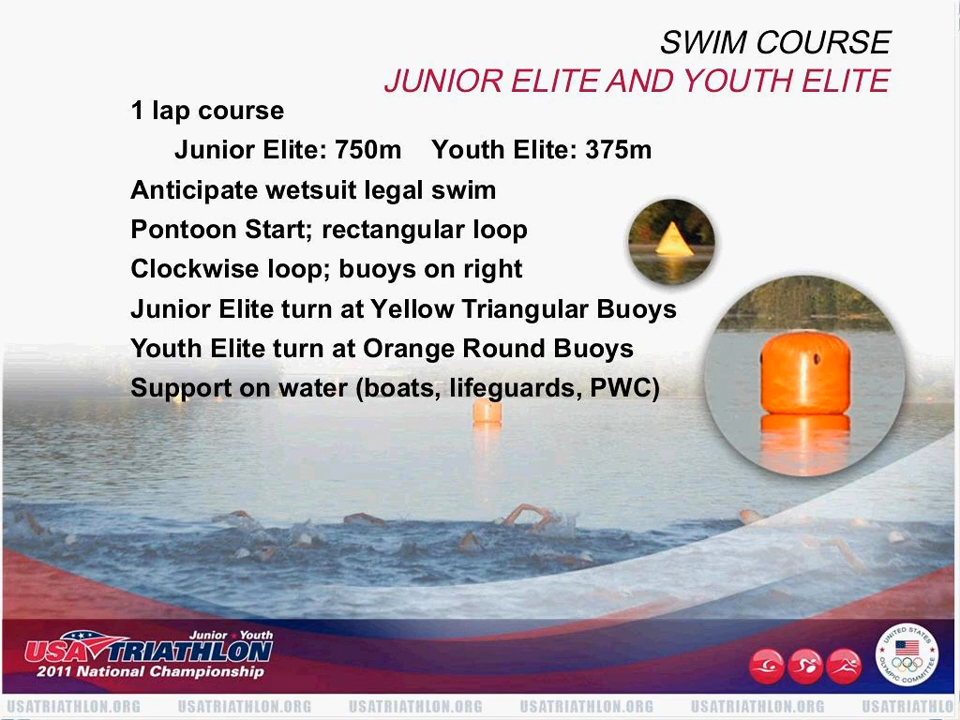 SWIM COURSE
JUNIOR ELITE AND YOUTH ELITE
1 lap course
Junior Elite: 750m Youth Elite: 375m
Anticipate wetsuit legal swim
Pontoon Start; rectangular loop
Clockwise loop; buoys on right
Junior Elite turn at Yellow Triangular Buoys
Youth Elite turn at Orange Round Buoys
Support on water (boats, lifeguards, PWC)
Junior Youth
USA TRIATHLON
2011 National Championship
UNITED STATES
OLYMPIC COMMITTEE
USATRIATHLON.ORG USATRIATHLON.ORG USATRIATHLON.ORG USATRIATHLON.ORG USATRIATHLON.ORG USATRIATHLO